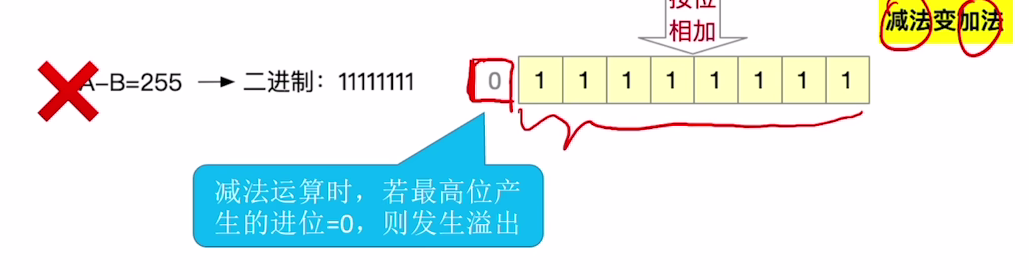 按位
相加
减法变加法
A-B=255 → 二进制：11111111
0 1 1 1 1 1 1 1 1
减法运算时，若最高位产
生的进位=0，则发生溢出